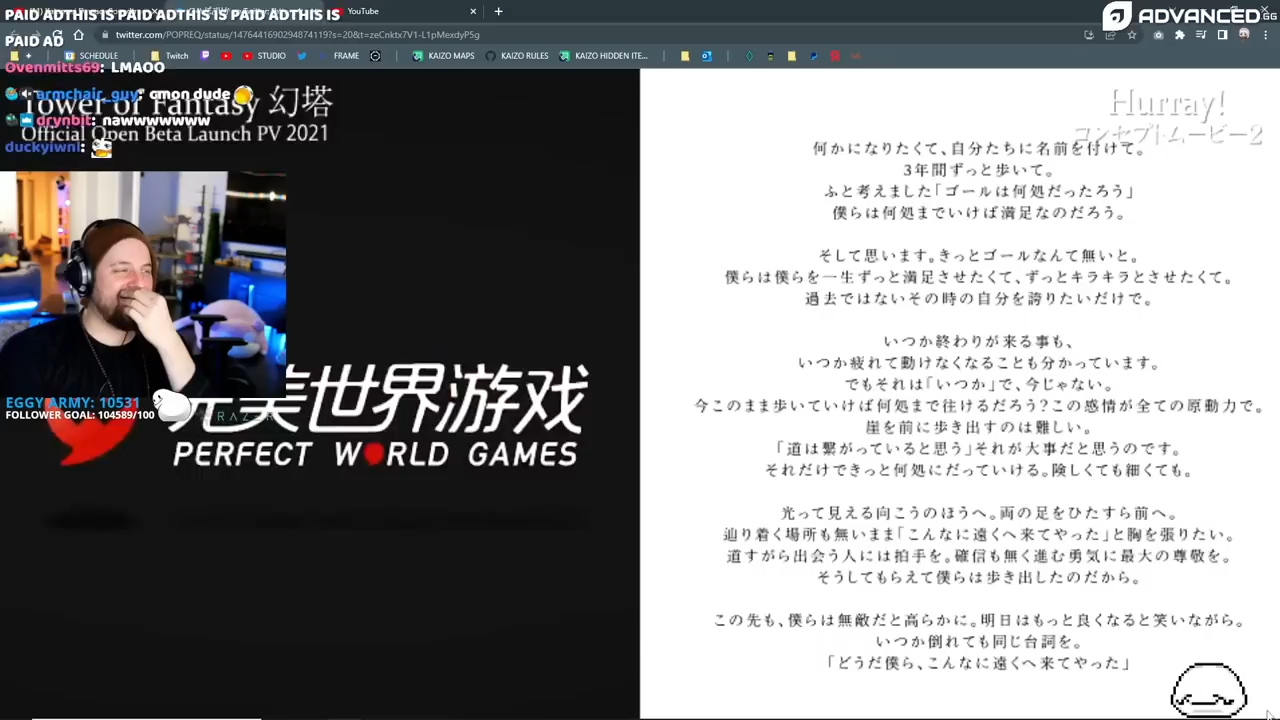 PAID ADTHIS IS PAID ADTHIS IS PAID ADTHIS IS
PAID AD
YouTube
twitter.com/POPREQ/status/1476441690294874119?s=20&t=zeCnktx7V1-L1pMexdyP5g
SCHEDULE
Twitch
STUDIO
FRAME
KAIZO MAPS
KAIZO RULES
KAIZO HIDDEN ITE...
ADVANCED.GG
Ovenmitts69: LMAOO
armchair_guy: cmon dude
drynbit: nawwwwwww
duckyiwnl:
Tower of Fantasy 幻塔
Official Open Beta Launch PV 2021
EGGY ARMY: 10531
FOLLOWER GOAL: 104589/100
RAZER
完美世界游戏
PERFECT WORLD GAMES
Hurray!
コンセプトムービー2
何かになりたくて、自分たちに名前を付けて。
3年間ずっと歩いて。
ふと考えました「ゴールは何処だったろう」
僕らは何処までいけば満足なのだろう。
そして思います。きっとゴールなんて無いと。
僕らは僕らを一生ずっと満足させたくて、ずっとキラキラとさせたくて。
過去ではないその時の自分を誇りたいだけで。
いつか終わりが来る事も、
いつか疲れて動けなくなることも分かっています。
でもそれは「いつか」で、今じゃない。
今このまま歩いていけば何処まで往けるだろう?この感情が全ての原動力で。
崖を前に歩き出すのは難しい。
「道は繋がっていると思う」それが大事だと思うのです。
それだけできっと何処にだっていける。険しくても細くても。
光って見える向こうのほうへ。両の足をひたすら前へ。
辿り着く場所も無いまま「こんなに遠くへ来てやった」と胸を張りたい。
道すがら出会う人には拍手を。確信も無く進む勇気に最大の尊敬を。
そうしてもらえて僕らは歩き出したのだから。
この先も、僕らは無敵だと高らかに。明日はもっと良くなると笑いながら。
いつか倒れても同じ台詞を。
「どうだ僕ら、こんなに遠くへ来てやった」